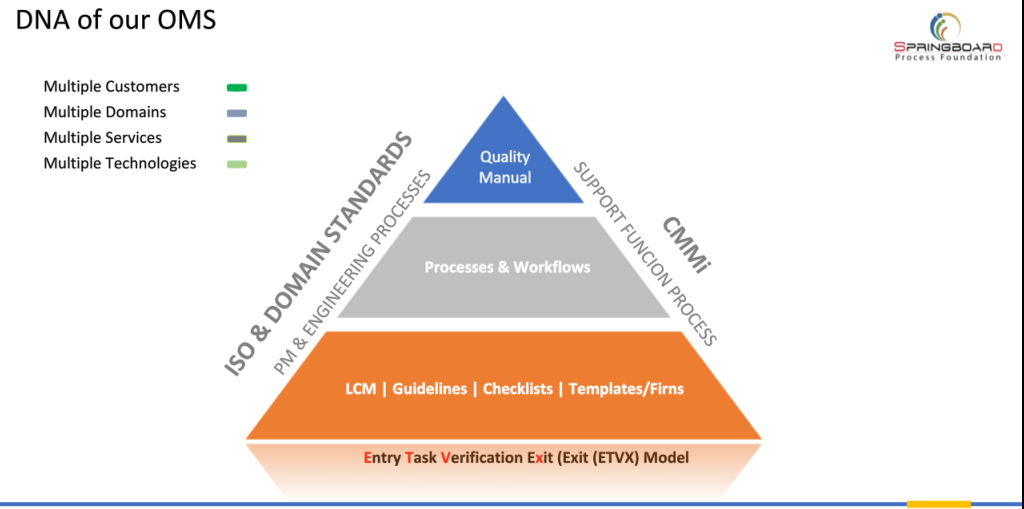 DNA of our OMS
SPRINGBOARD
Process Foundation
Multiple Customers
Multiple Domains
Multiple Services
Multiple Technologies
ISO & DOMAIN STANDARDS
PM & ENGINEERING PROCESSES
Quality
Manual
SUPPORT FUNCION PROCESS
CMMi
Processes & Workflows
LCM | Guidelines | Checklists | Templates/Firns
Entry Task Verification Exit (Exit (ETVX) Model